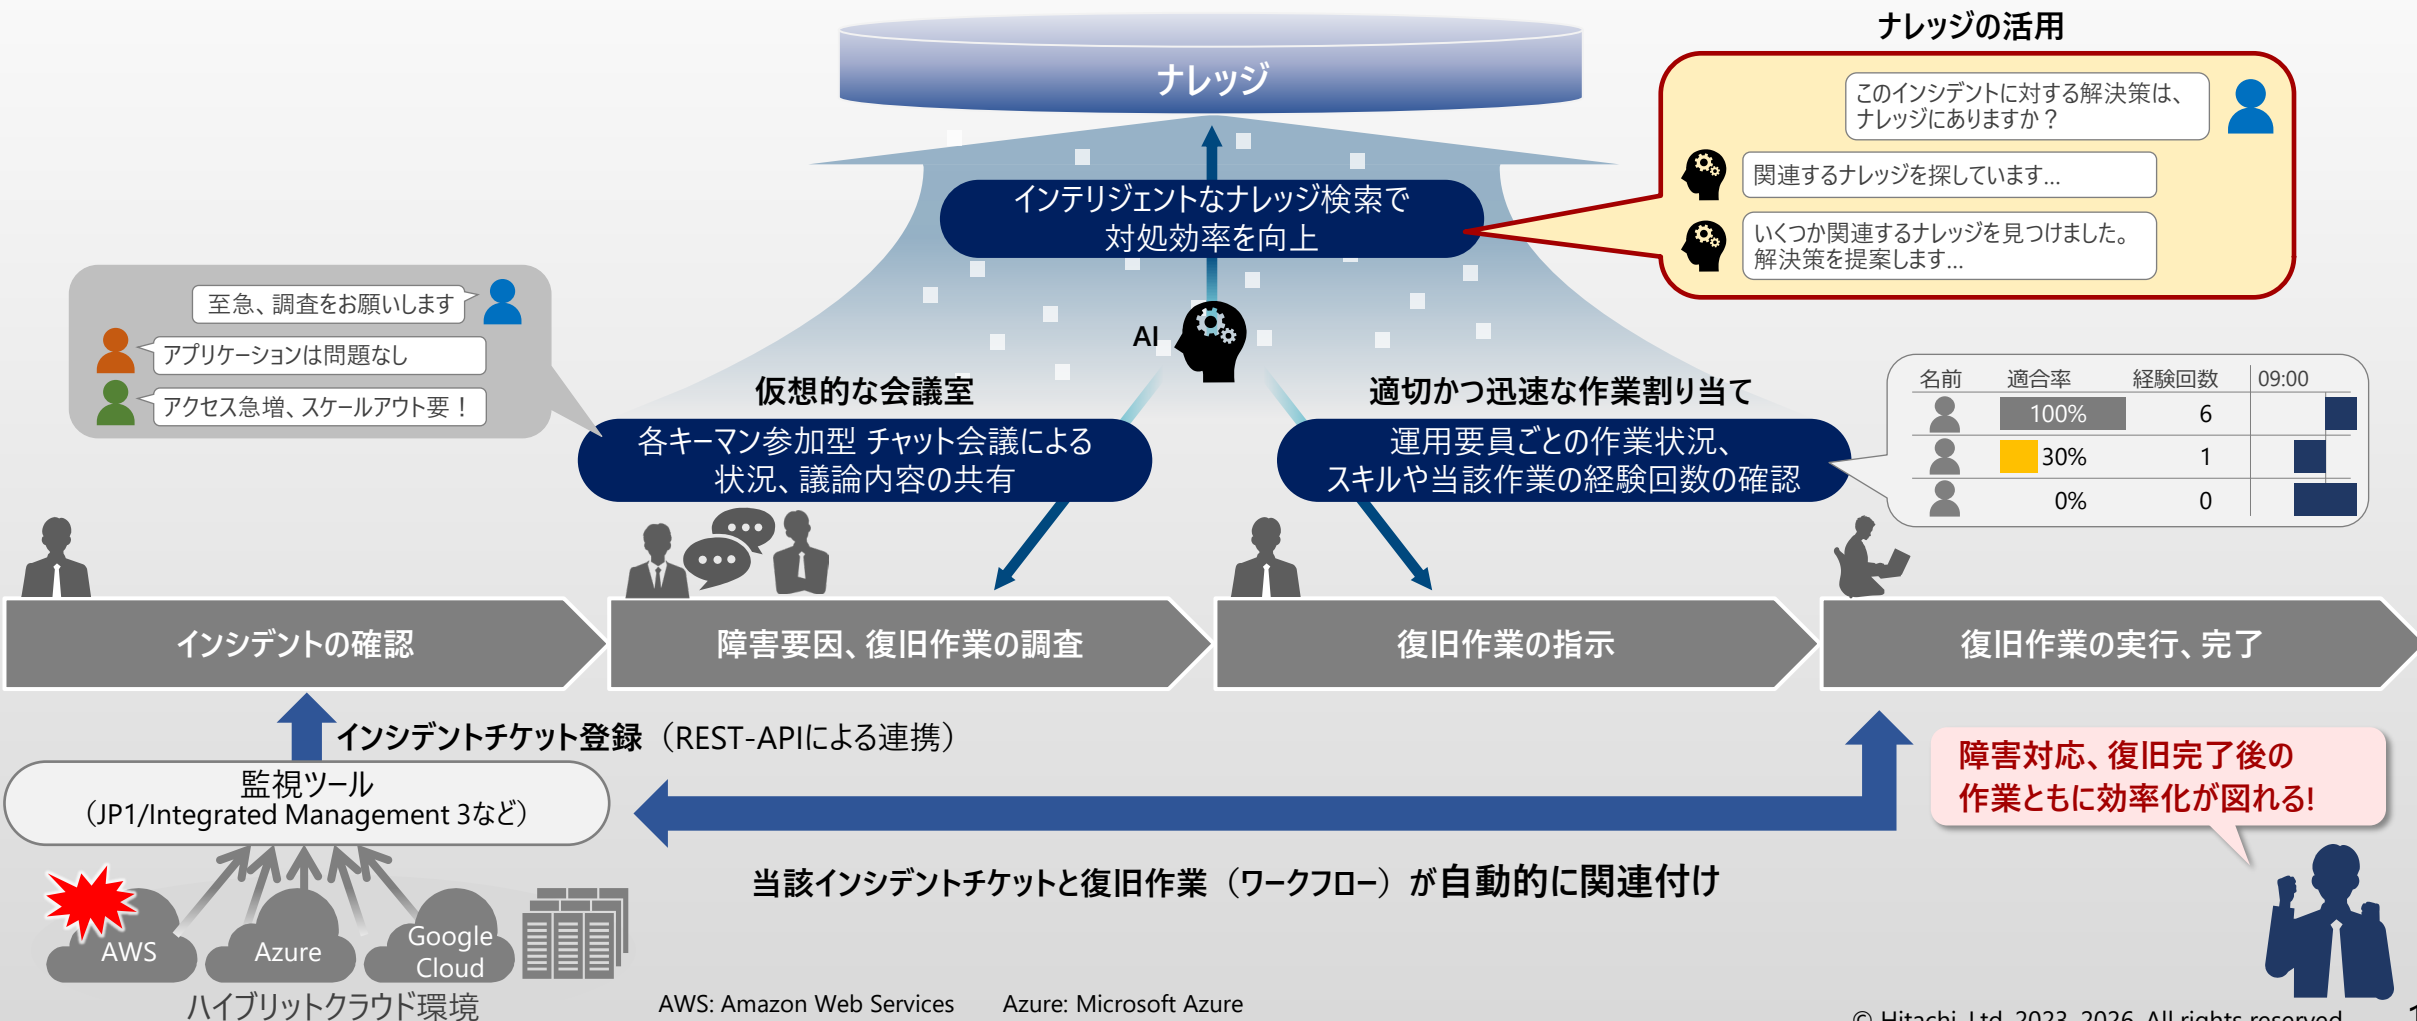 ナレッジの活用
ナレッジ
このインシデントに対する解決策は、
ナレッジにありますか？
関連するナレッジを探しています...
いくつか関連するナレッジを見つけました。
解決策を提案します...
インテリジェントなナレッジ検索で
対処効率を向上
至急、調査をお願いします
アプリケーションは問題なし
アクセス急増、スケールアウト要！
AI
仮想的な会議室
各キーマン参加型 チャット会議による
状況、議論内容の共有
適切かつ迅速な作業割り当て
運用要員ごとの作業状況、
スキルや当該作業の経験回数の確認
名前 適合率 経験回数 09:00
100% 6
30% 1
0% 0
インシデントの確認
障害要因、復旧作業の調査
復旧作業の指示
復旧作業の実行、完了
インシデントチケット登録（REST-APIによる連携）
監視ツール
（JP1/Integrated Management 3など）
障害対応、復旧完了後の
作業ともに効率化が図れる!
当該インシデントチケットと復旧作業（ワークフロー）が自動的に関連付け
AWS
Azure
Google
Cloud
ハイブリットクラウド環境
AWS: Amazon Web Services Azure: Microsoft Azure
© Hitachi, Ltd. 2023, 2026. All rights reserved.